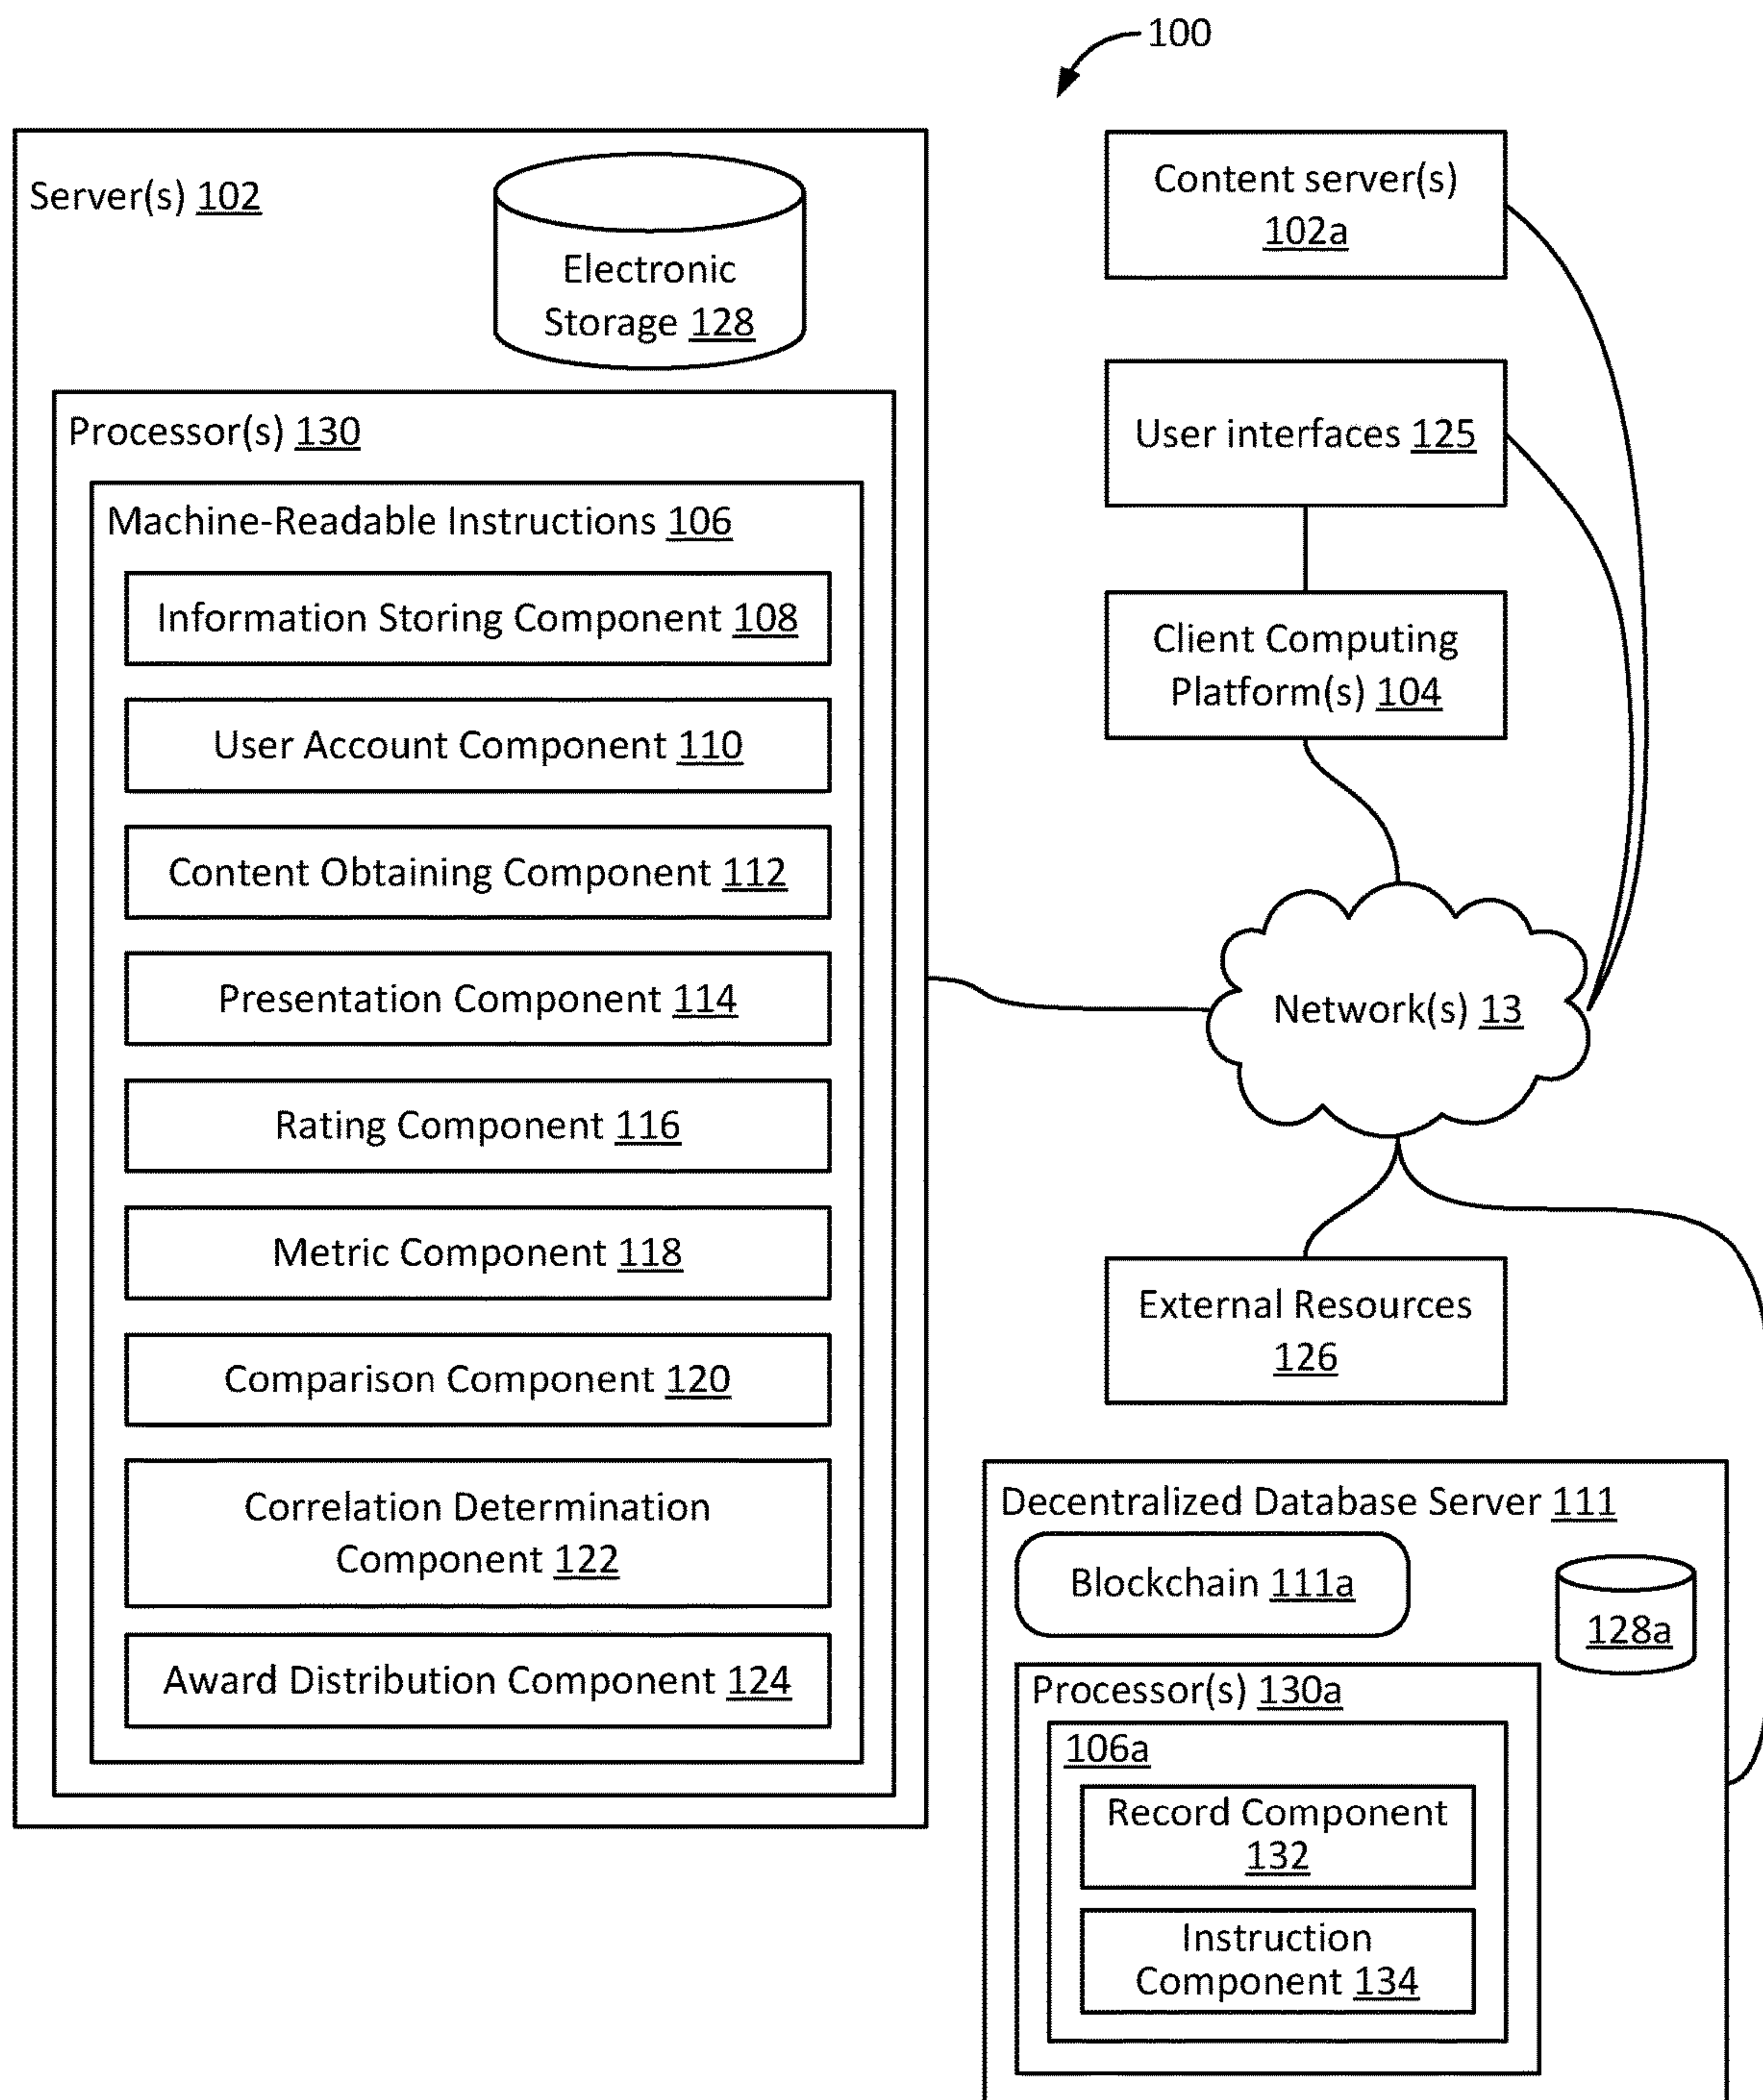 100
Server(s) 102
Electronic
Storage 128
Processor(s) 130
Machine-Readable Instructions 106
Information Storing Component 108
User Account Component 110
Content Obtaining Component 112
Presentation Component 114
Rating Component 116
Metric Component 118
Comparison Component 120
Correlation Determination
Component 122
Award Distribution Component 124
Content server(s)
102a
User interfaces 125
Client Computing
Platform(s) 104
Network(s) 13
External Resources
126
Decentralized Database Server 111
Blockchain 111a
128a
Processor(s) 130a
106a
Record Component
132
Instruction
Component 134